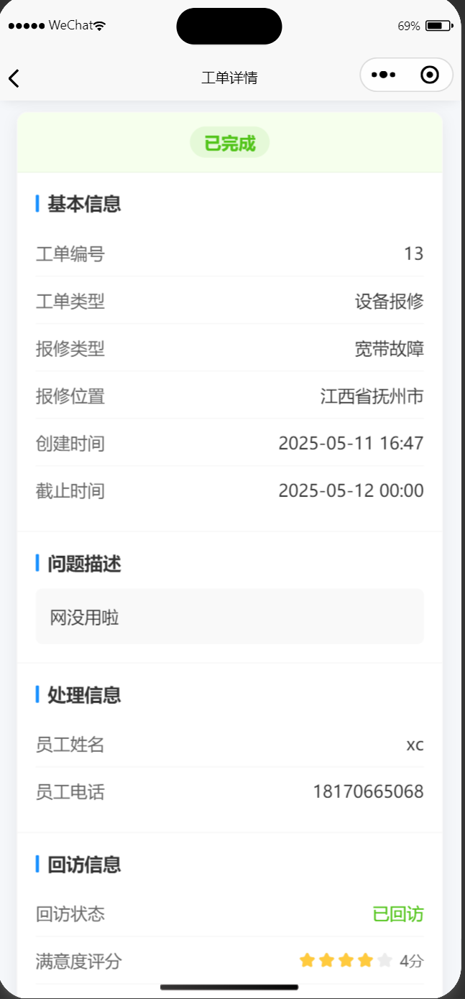 WeChat 69%
工单详情
已完成
基本信息
工单编号 13
工单类型 设备报修
报修类型 宽带故障
报修位置 江西省抚州市
创建时间 2025-05-11 16:47
截止时间 2025-05-12 00:00
问题描述
网没用啦
处理信息
员工姓名 xc
员工电话 18170665068
回访信息
回访状态 已回访
满意度评分 4分